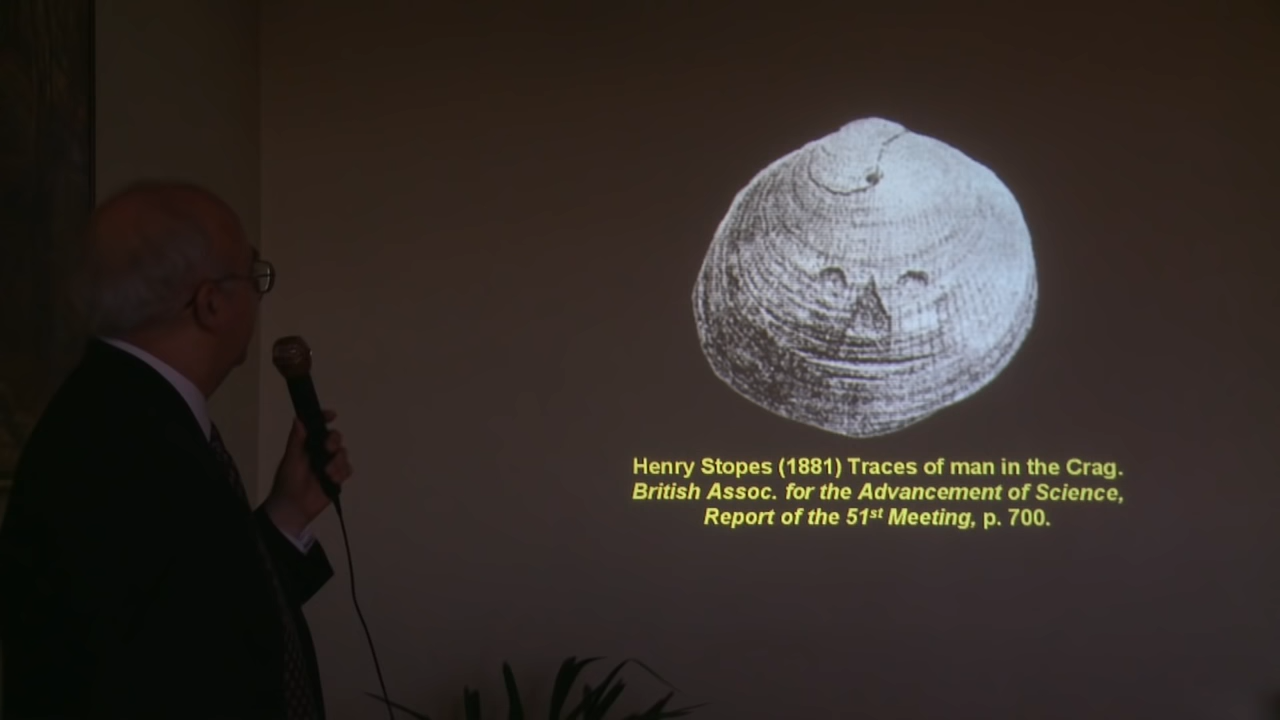 Henry Stopes (1881) Traces of man in the Crag.
British Assoc. for the Advancement of Science,
Report of the 51st Meeting, p. 700.